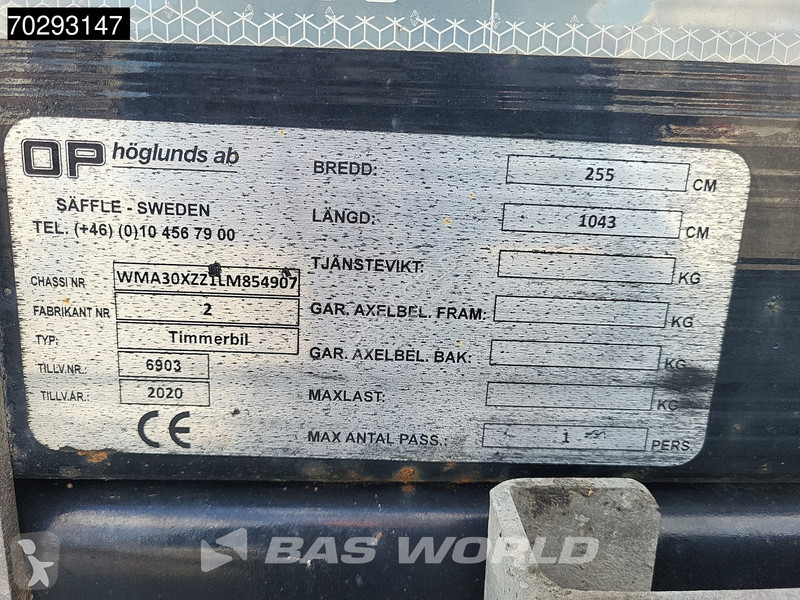 70293147
OP höglunds ab
SÄFFLE - SWEDEN
TEL. (+46) (0)10 456 79 00
CHASSI NR WMA30XZZ1LM854907
FABRIKANT NR 2
TYP: Timmerbil
TILLV.NR.: 6903
TILLV.ÅR.: 2020
CE
BREDD: 255 CM
LÄNGD: 1043 CM
TJÄNSTEVIKT: KG
GAR. AXELBEL. FRAM: KG
GAR. AXELBEL. BAK: KG
MAXLAST: KG
MAX ANTAL PASS.: 1 PERS
BAS WORLD